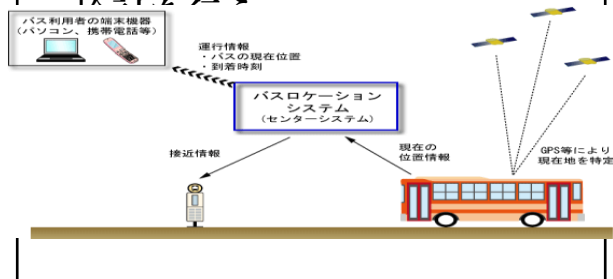 バス利用者の端末機器
(パソコン、携帯電話等)
運行情報
・バスの現在位置
・到着時刻
バスロケーション
システム
(センターシステム)
接近情報
現在の
位置情報
GPS等により
現在地を特定